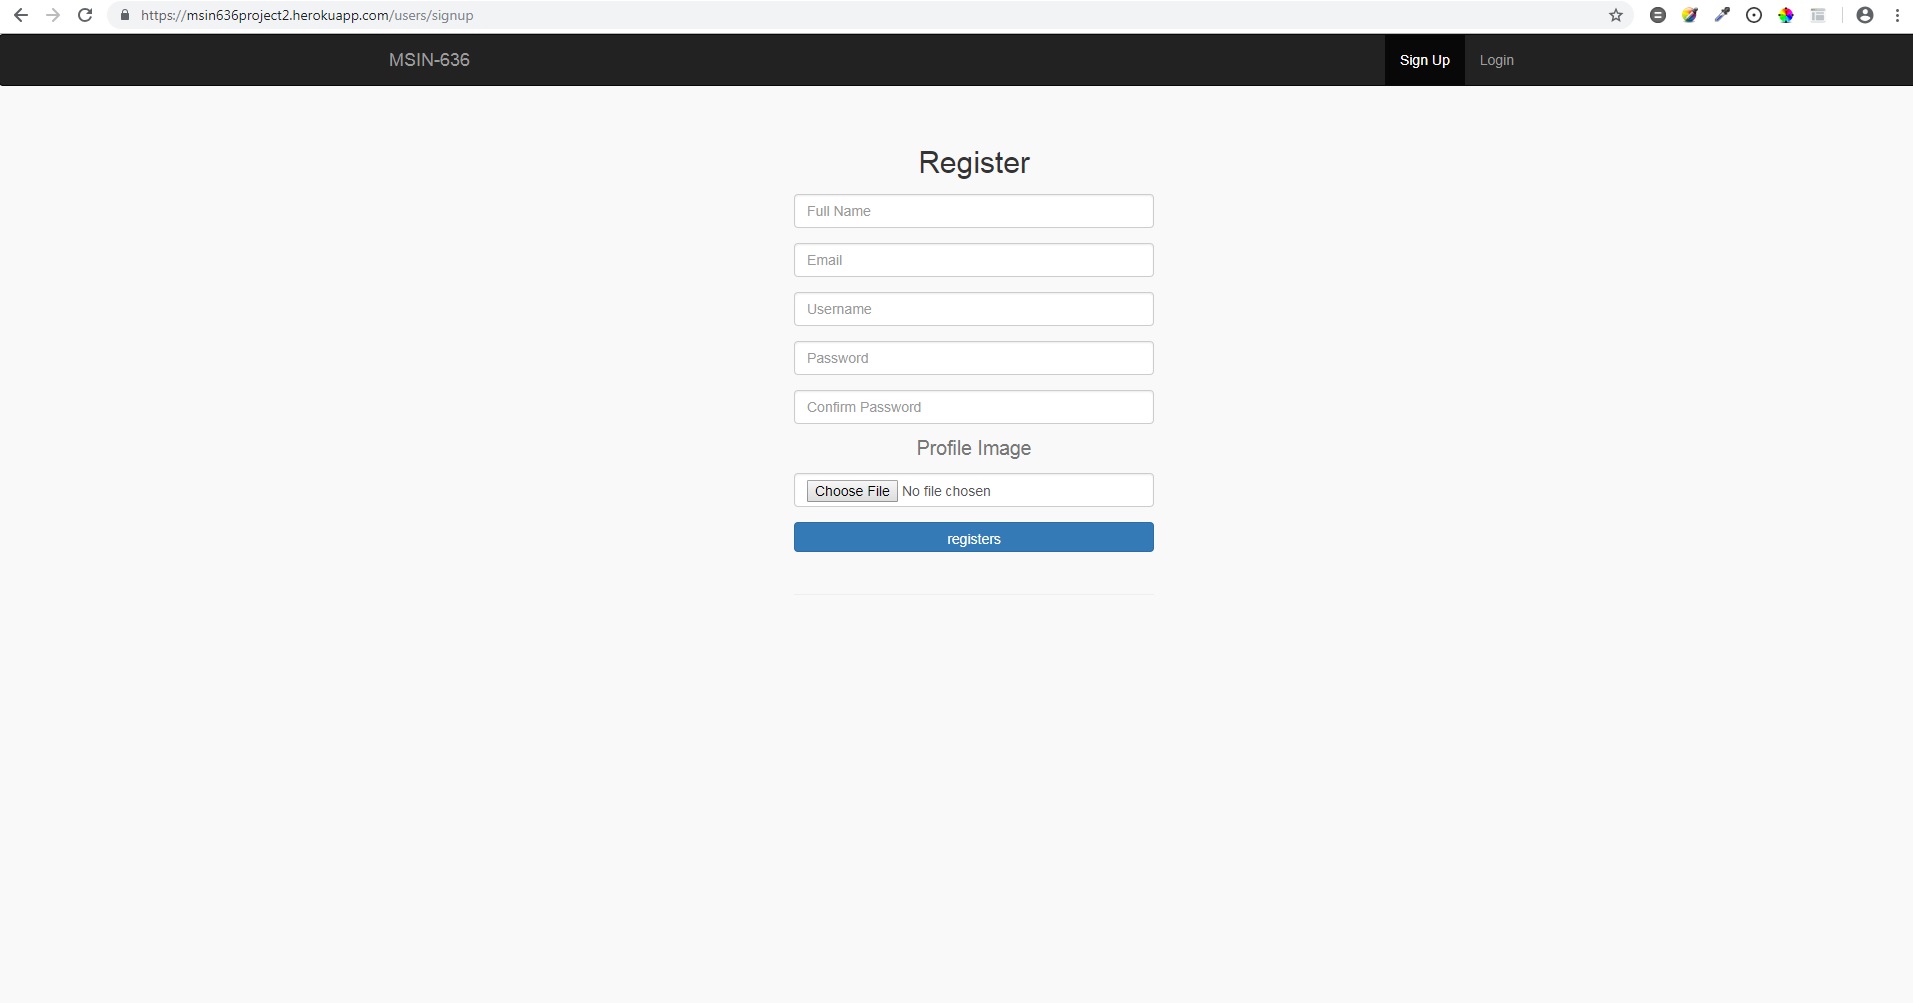 https://msin636project2.herokuapp.com/users/signup
MSIN-636
Sign Up
Login
Register
Full Name
Email
Username
Password
Confirm Password
Profile Image
Choose File No file chosen
registers